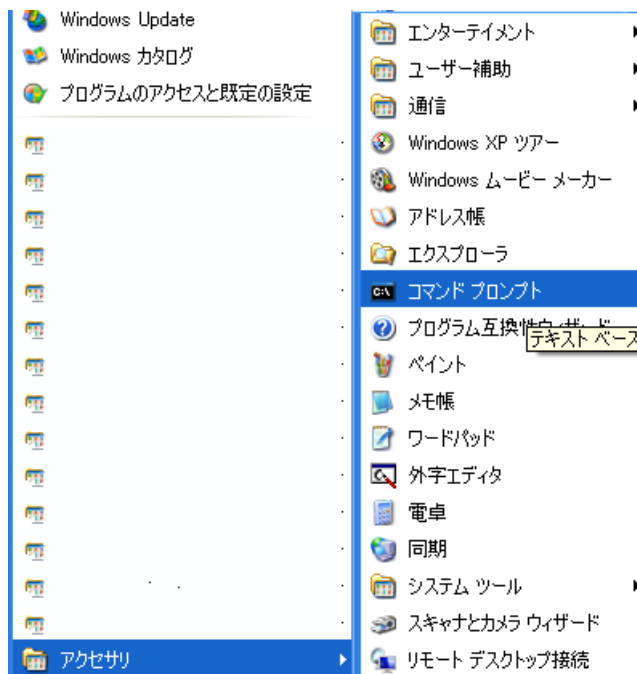 Windows Update
Windows カタログ
プログラムのアクセスと既定の設定
アクセサリ
エンターテイメント
ユーザー補助
通信
Windows XP ツアー
Windows ムービー メーカー
アドレス帳
エクスプローラ
コマンド プロンプト
プログラム互換性ウィザード
テキスト ベース
ペイント
メモ帳
ワードパッド
外字エディタ
電卓
同期
システム ツール
スキャナとカメラ ウィザード
リモート デスクトップ接続